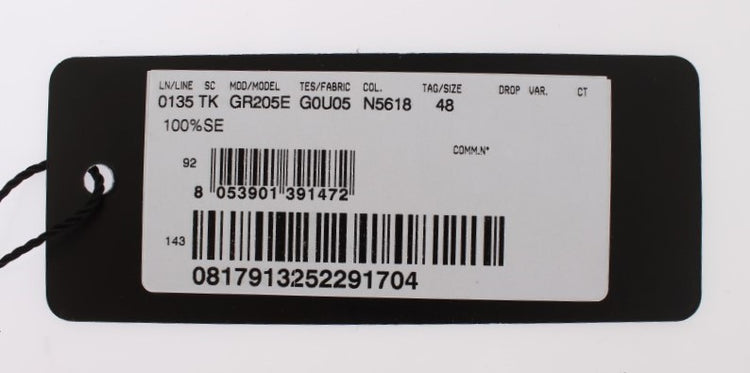 LN/LINE SC MOD/MODEL TES/FABRIC COL. TAG/SIZE DROP VAR. CT
0135 TK GR205E G0U05 N5618 48
100%SE
COMM.N°
92
8 053901 391472
143
0817913252291704